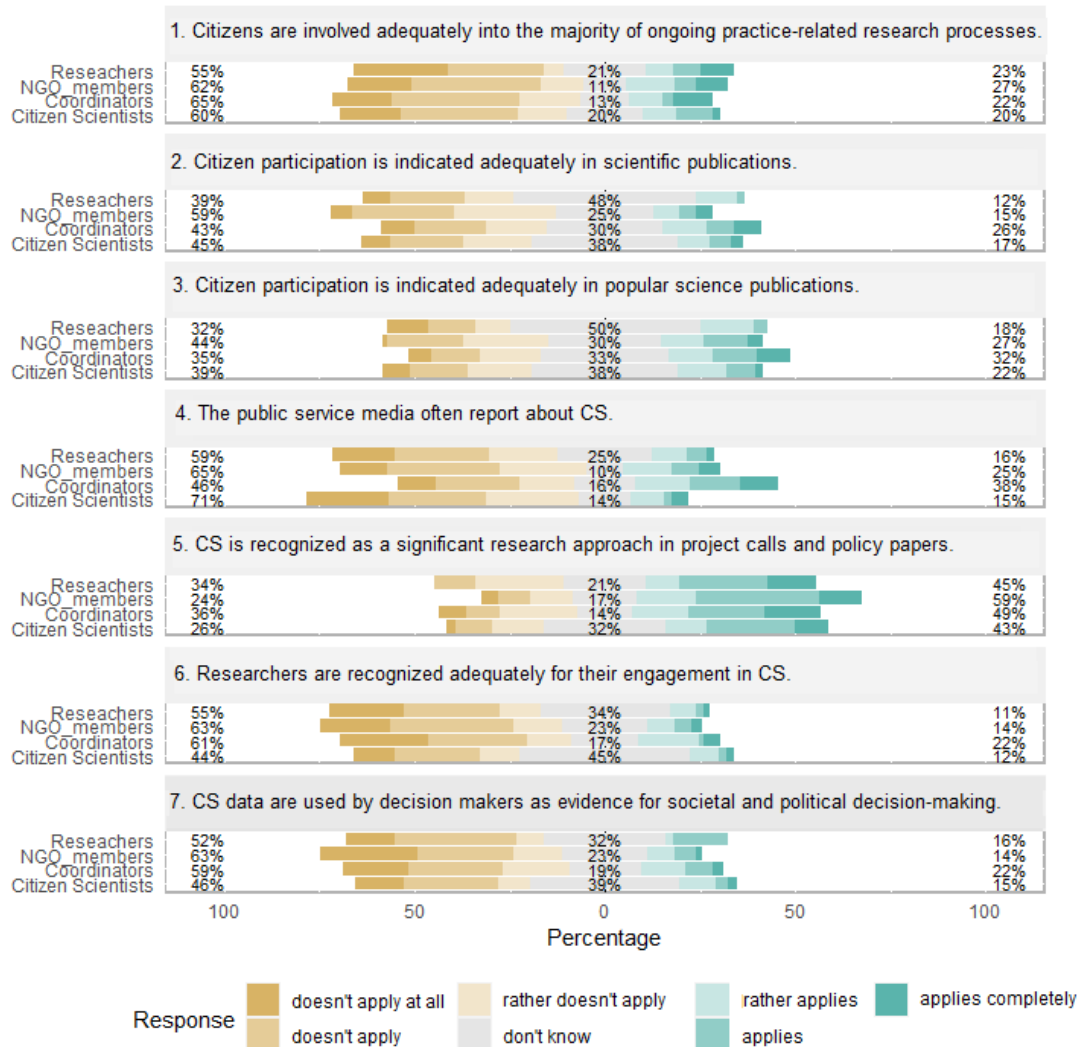 1. Citizens are involved adequately into the majority of ongoing practice-related research processes.
Reseachers 55% 21% 23%
NGO_members 62% 11% 27%
Coordinators 65% 13% 22%
Citizen Scientists 60% 20% 20%
2. Citizen participation is indicated adequately in scientific publications.
Reseachers 39% 48% 12%
NGO_members 59% 25% 15%
Coordinators 43% 30% 26%
Citizen Scientists 45% 38% 17%
3. Citizen participation is indicated adequately in popular science publications.
Reseachers 32% 50% 18%
NGO_members 44% 30% 27%
Coordinators 35% 33% 32%
Citizen Scientists 39% 38% 22%
4. The public service media often report about CS.
Reseachers 59% 25% 16%
NGO_members 65% 10% 25%
Coordinators 46% 16% 38%
Citizen Scientists 71% 14% 15%
5. CS is recognized as a significant research approach in project calls and policy papers.
Reseachers 34% 21% 45%
NGO_members 24% 17% 59%
Coordinators 36% 14% 49%
Citizen Scientists 26% 32% 43%
6. Researchers are recognized adequately for their engagement in CS.
Reseachers 55% 34% 11%
NGO_members 63% 23% 14%
Coordinators 61% 17% 22%
Citizen Scientists 44% 45% 12%
7. CS data are used by decision makers as evidence for societal and political decision-making.
Reseachers 52% 32% 16%
NGO_members 63% 23% 14%
Coordinators 59% 19% 22%
Citizen Scientists 46% 39% 15%
100 50 0 50 100
Percentage
Response
doesn't apply at all rather doesn't apply rather applies applies completely
doesn't apply don't know applies